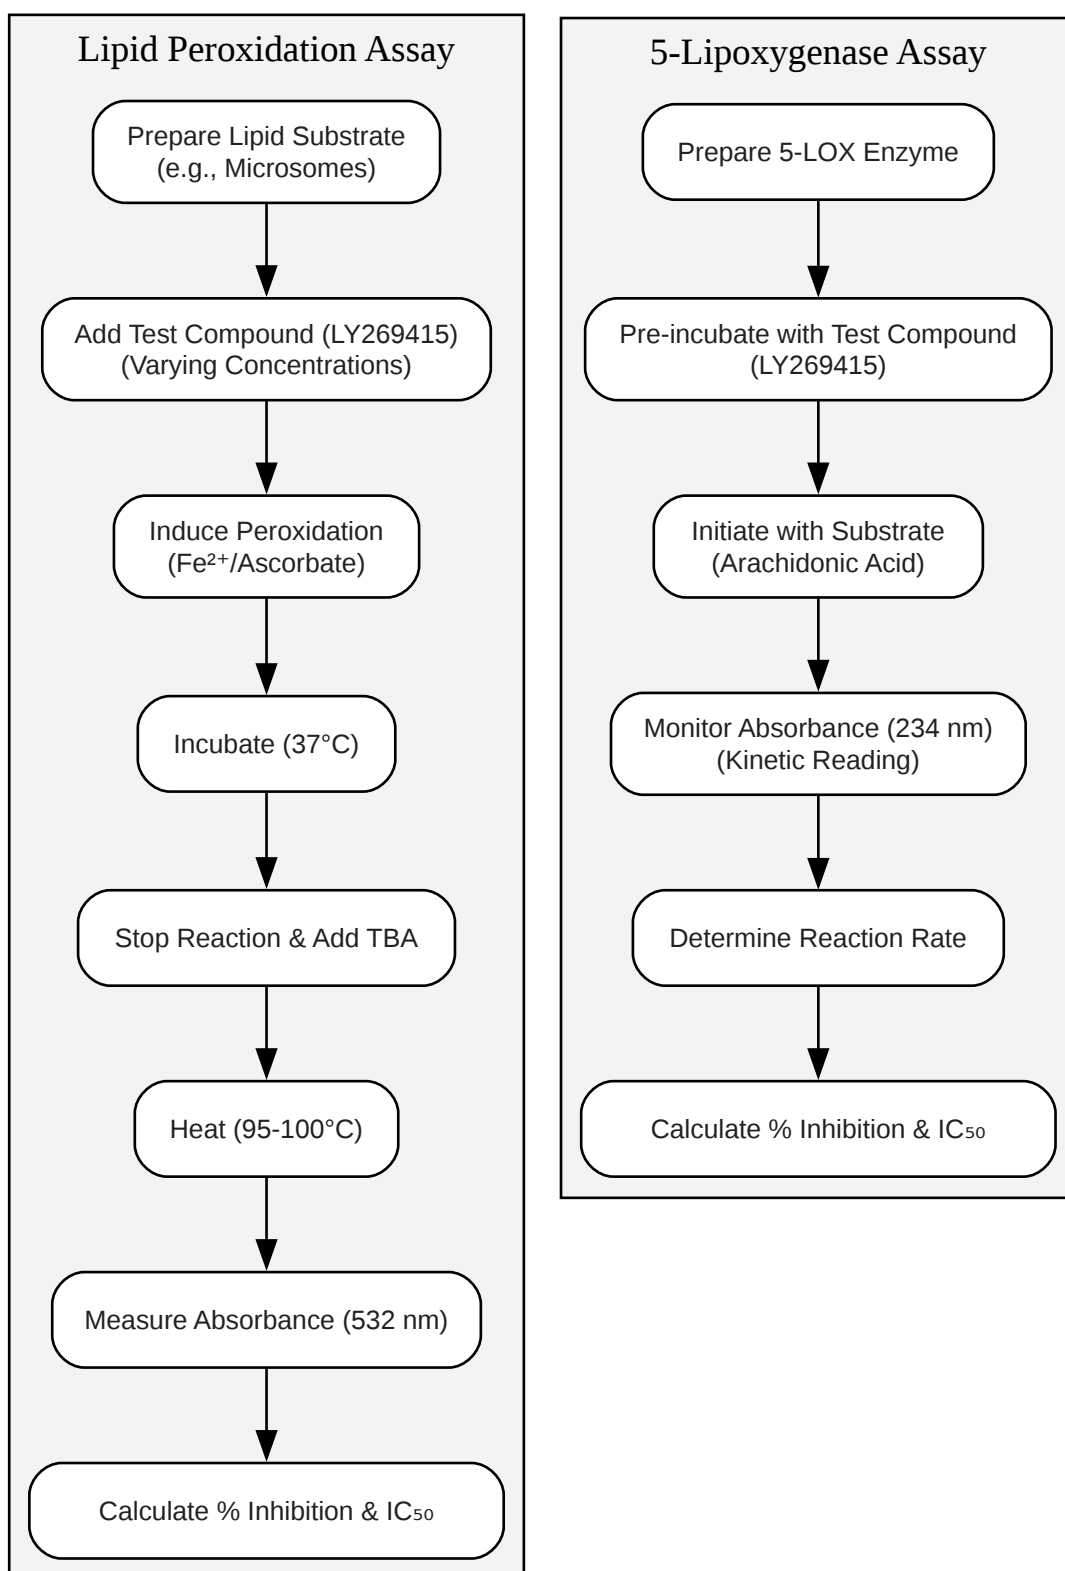 Lipid Peroxidation Assay
Prepare Lipid Substrate
(e.g., Microsomes)
Add Test Compound (LY269415)
(Varying Concentrations)
Induce Peroxidation
(Fe²⁺/Ascorbate)
Incubate (37°C)
Stop Reaction & Add TBA
Heat (95-100°C)
Measure Absorbance (532 nm)
Calculate % Inhibition & IC₅₀
5-Lipoxygenase Assay
Prepare 5-LOX Enzyme
Pre-incubate with Test Compound
(LY269415)
Initiate with Substrate
(Arachidonic Acid)
Monitor Absorbance (234 nm)
(Kinetic Reading)
Determine Reaction Rate
Calculate % Inhibition & IC₅₀